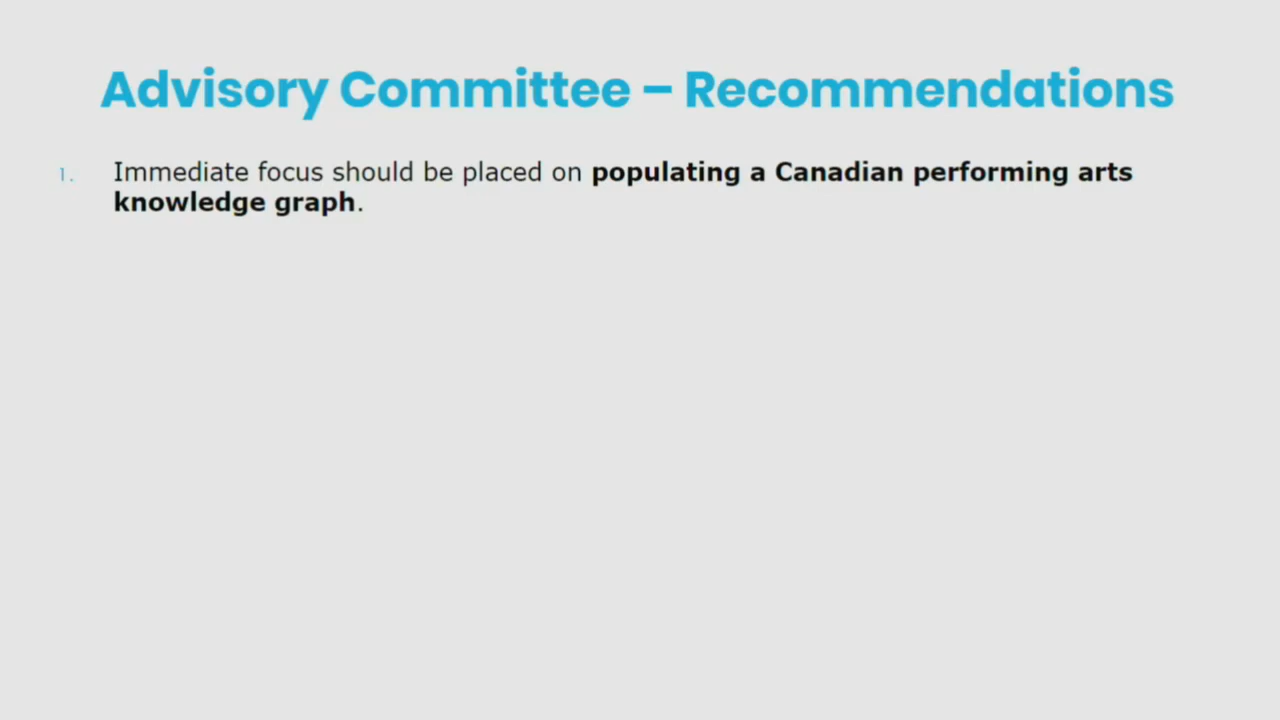 Advisory Committee – Recommendations
1. Immediate focus should be placed on populating a Canadian performing arts
knowledge graph.